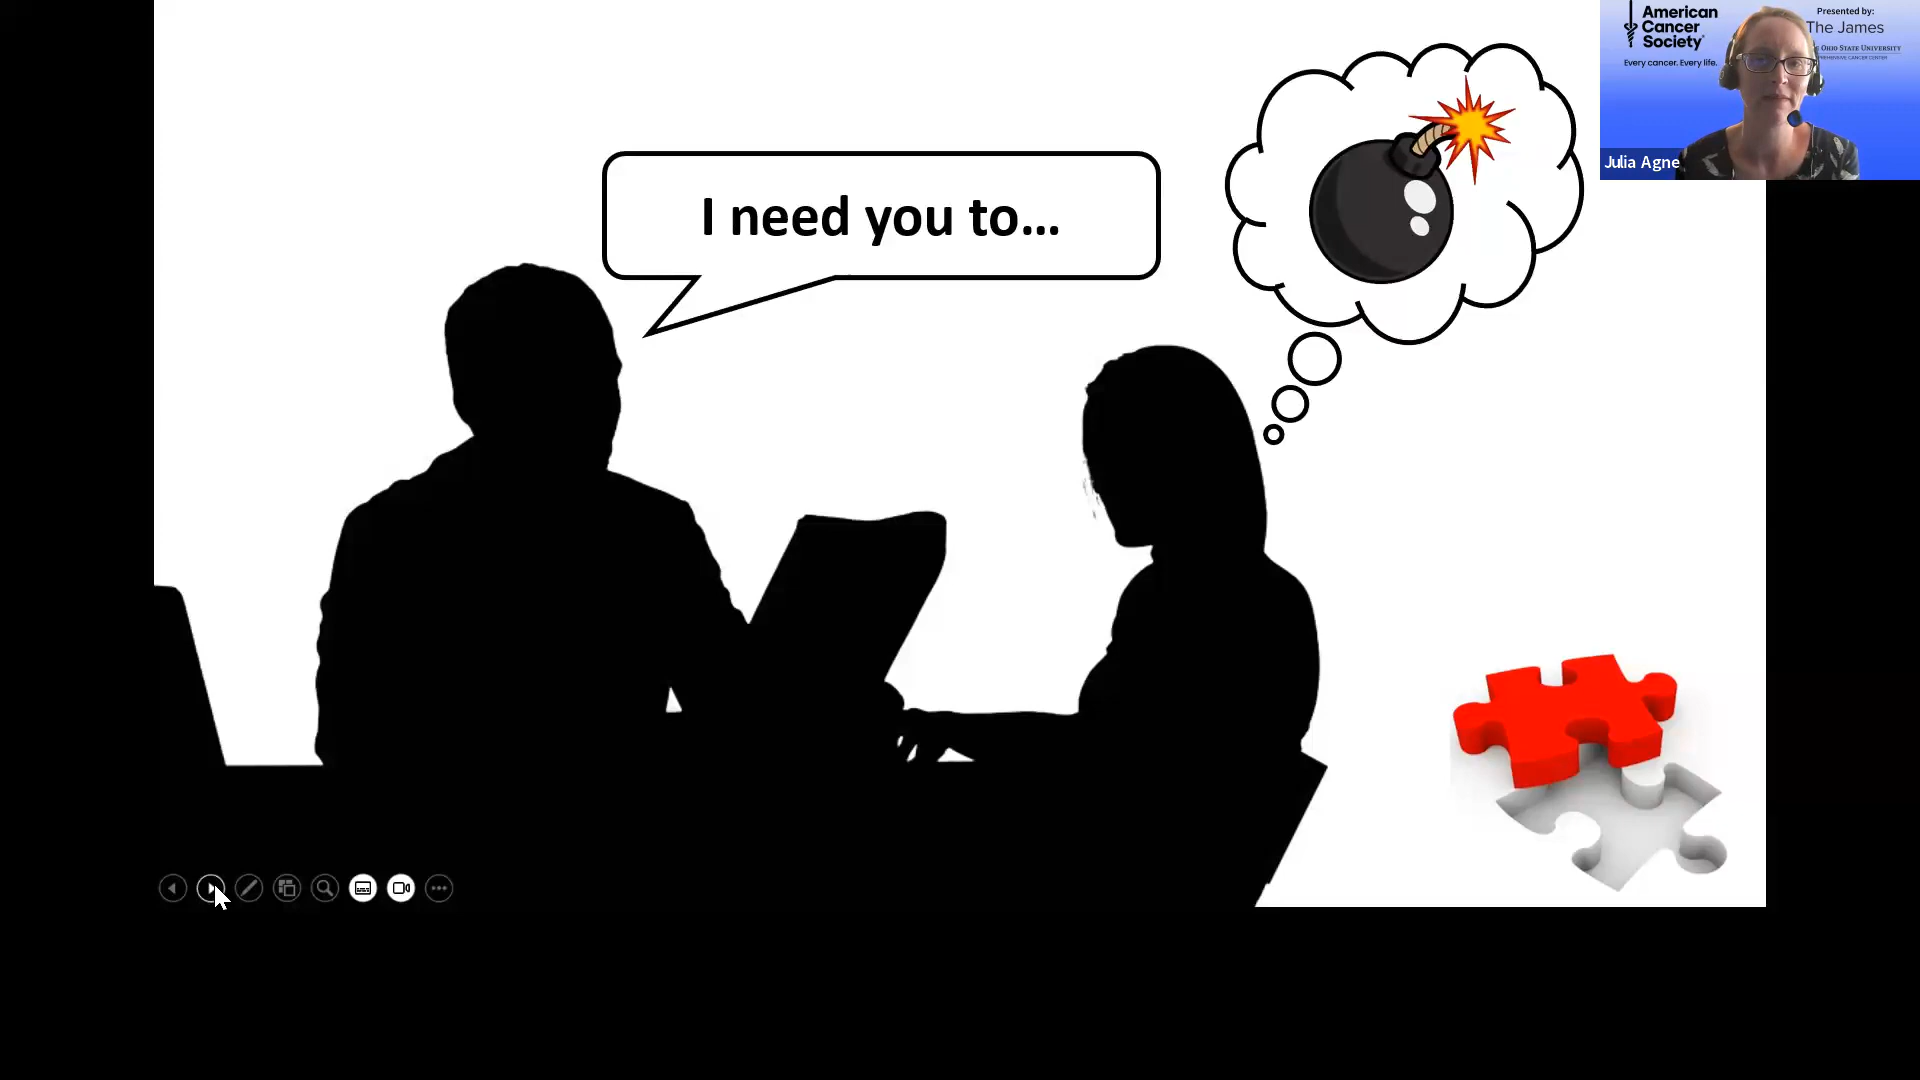 I need you to...
American
Cancer
Society
Every cancer. Every life.
Presented by:
The James
OHIO STATE UNIVERSITY
Julia Agne